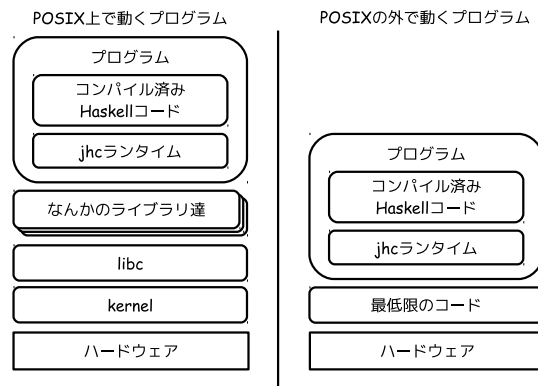 POSIX上で動くプログラム
プログラム
コンパイル済み
Haskellコード
jhcランタイム
なんかのライブラリ達
libc
kernel
ハードウェア
POSIXの外で動くプログラム
プログラム
コンパイル済み
Haskellコード
jhcランタイム
最低限のコード
ハードウェア